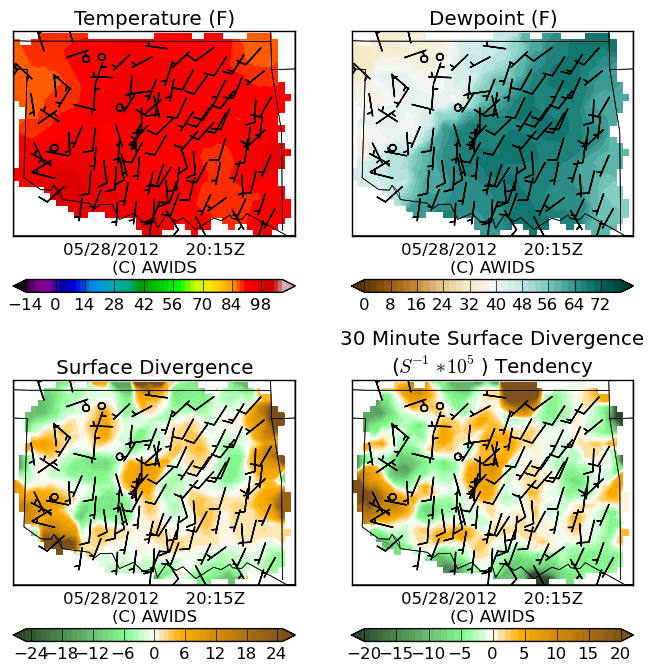 Temperature (F)
Dewpoint (F)
05/28/2012 20:15Z
(C) AWIDS
05/28/2012 20:15Z
(C) AWIDS
−14 0 14 28 42 56 70 84 98
0 8 16 24 32 40 48 56 64 72
30 Minute Surface Divergence
(S⁻¹ * 10⁵ ) Tendency
Surface Divergence
05/28/2012 20:15Z
(C) AWIDS
05/28/2012 20:15Z
(C) AWIDS
−24 −18 −12 −6 0 6 12 18 24
−20 −15 −10 −5 0 5 10 15 20